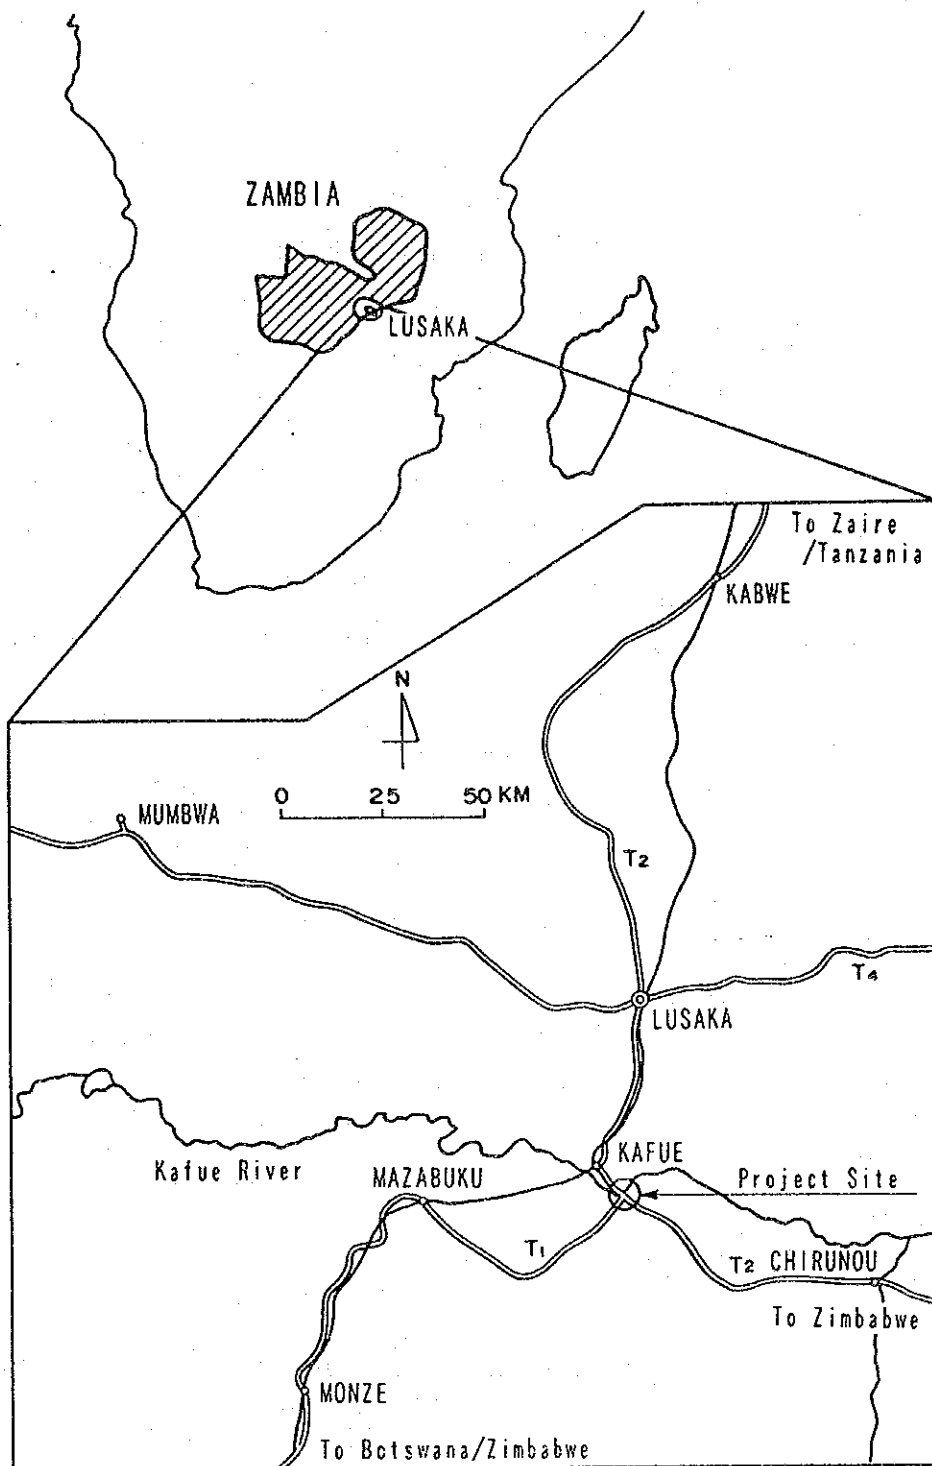 ZAMBIA
LUSAKA
To Zaire
/Tanzania
KABWE
N
0 25 50 KM
MUMBWA
T2
T4
LUSAKA
KAFUE
Kafue River
MAZABUKU
Project Site
T1
T2 CHIRUNOU
To Zimbabwe
MONZE
To Botswana/Zimbabwe